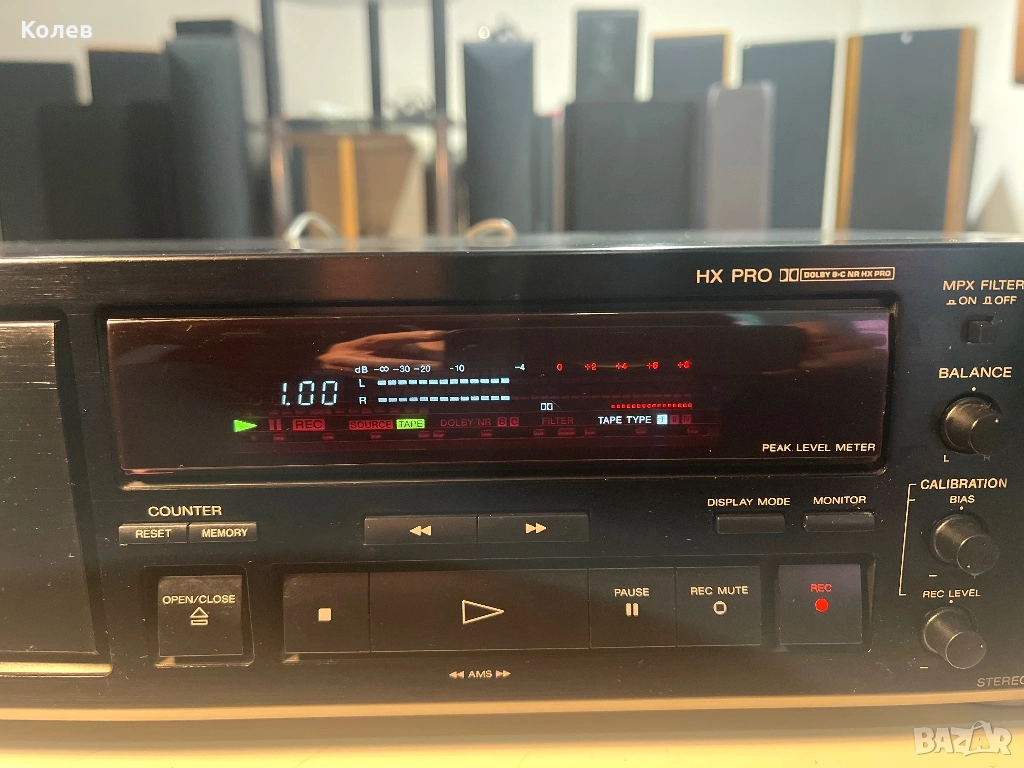 Колев
HX PRO DOLBY B-C NR HX PRO
MPX FILTER
ON OFF
dB -∞ -30 -20 -10 -4 0 +2 +4 +6 +8
L
R
1.00
REC SOURCE TAPE DOLBY NR B C FILTER TAPE TYPE I
PEAK LEVEL METER
BALANCE
L
CALIBRATION
BIAS
REC LEVEL
STEREO
COUNTER
RESET MEMORY
DISPLAY MODE MONITOR
OPEN/CLOSE
PAUSE REC MUTE REC
AMS
BAZAR